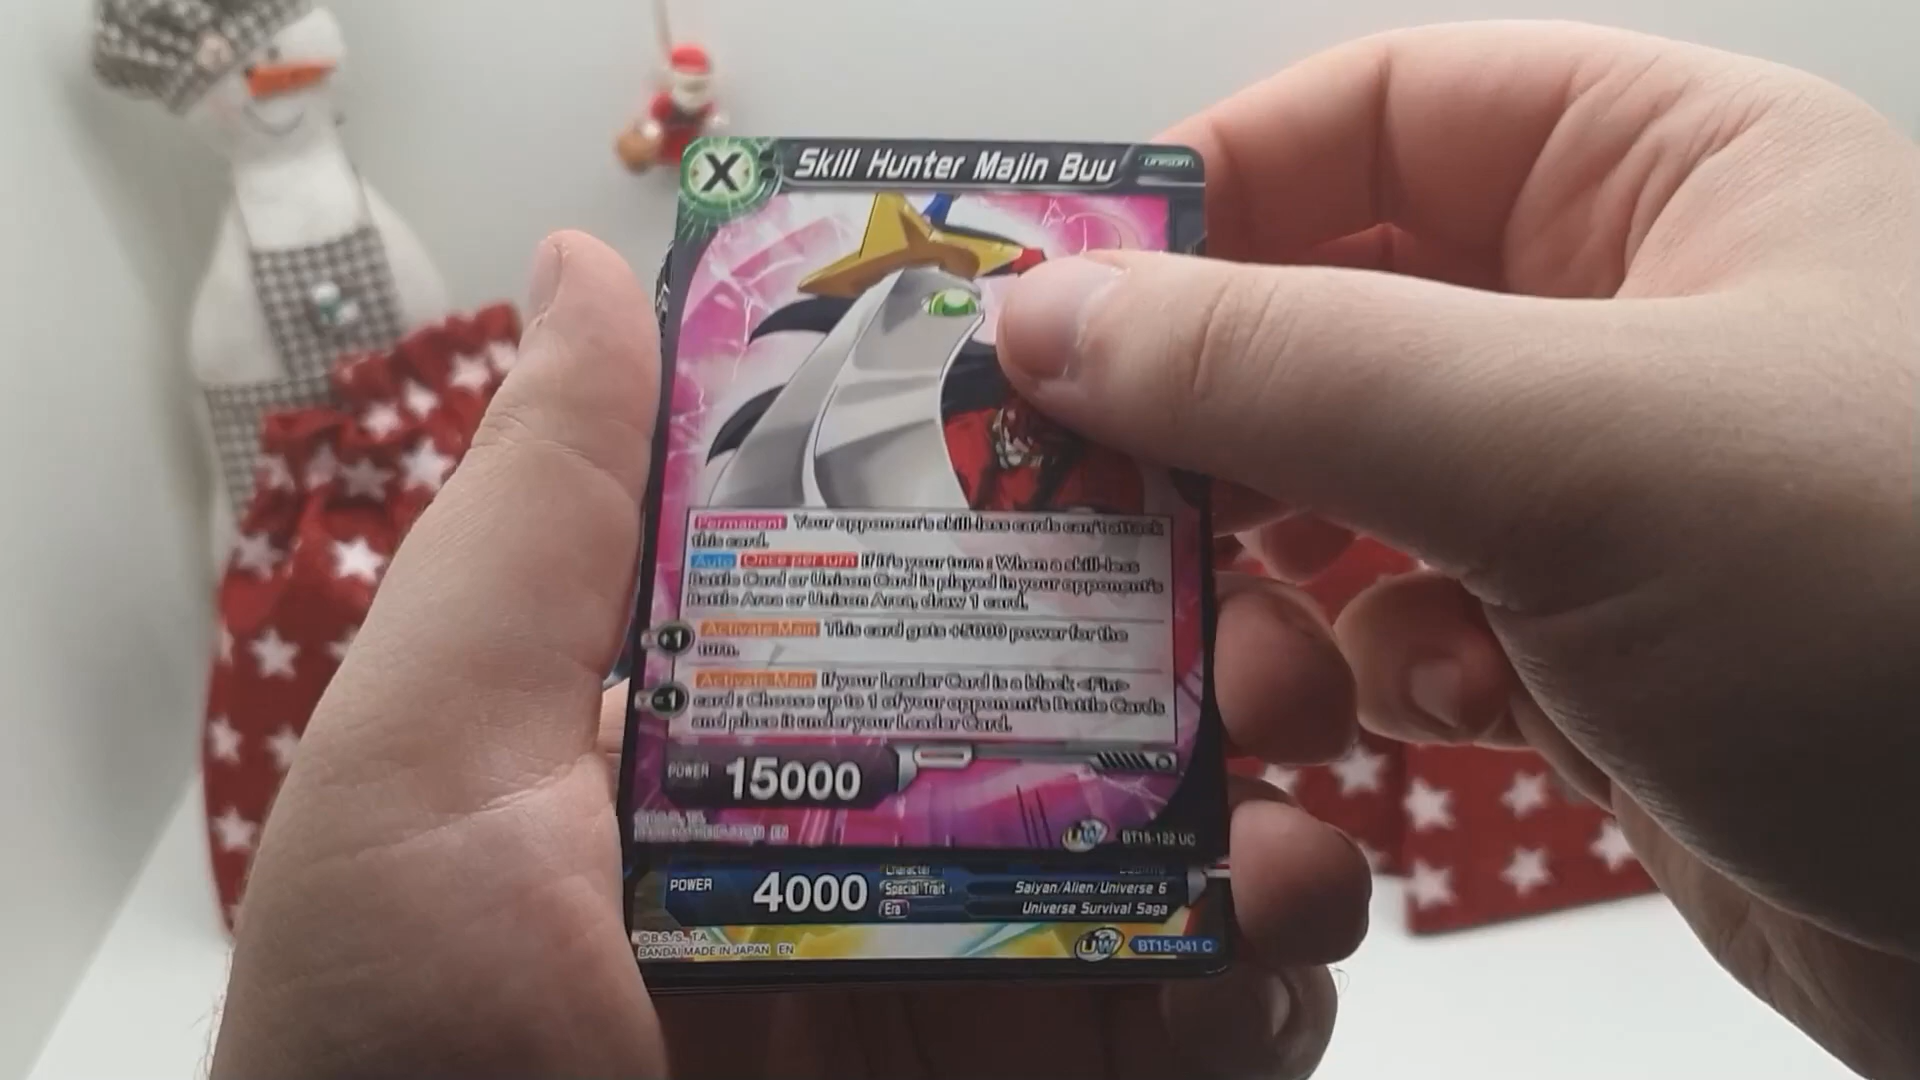 X Skill Hunter Majin Buu UNISON
Permanent Your opponent's skill-less cards can't attack
this card.
Auto Once per turn If it's your turn : When a skill-less
Battle Card or Unison Card is played in your opponent's
Battle Area or Unison Area, draw 1 card.
+1 Activate Main This card gets +5000 power for the
turn.
-1 Activate Main If your Leader Card is a black <Fin>
card : Choose up to 1 of your opponent's Battle Cards
and place it under your Leader Card.
POWER 15000
EN
UW BT15-122 UC
Character
POWER 4000 Special Trait Saiyan/Alien/Universe 6
Era Universe Survival Saga
©B.S./S., T.A.
BANDAI MADE IN JAPAN EN UW BT15-041 C